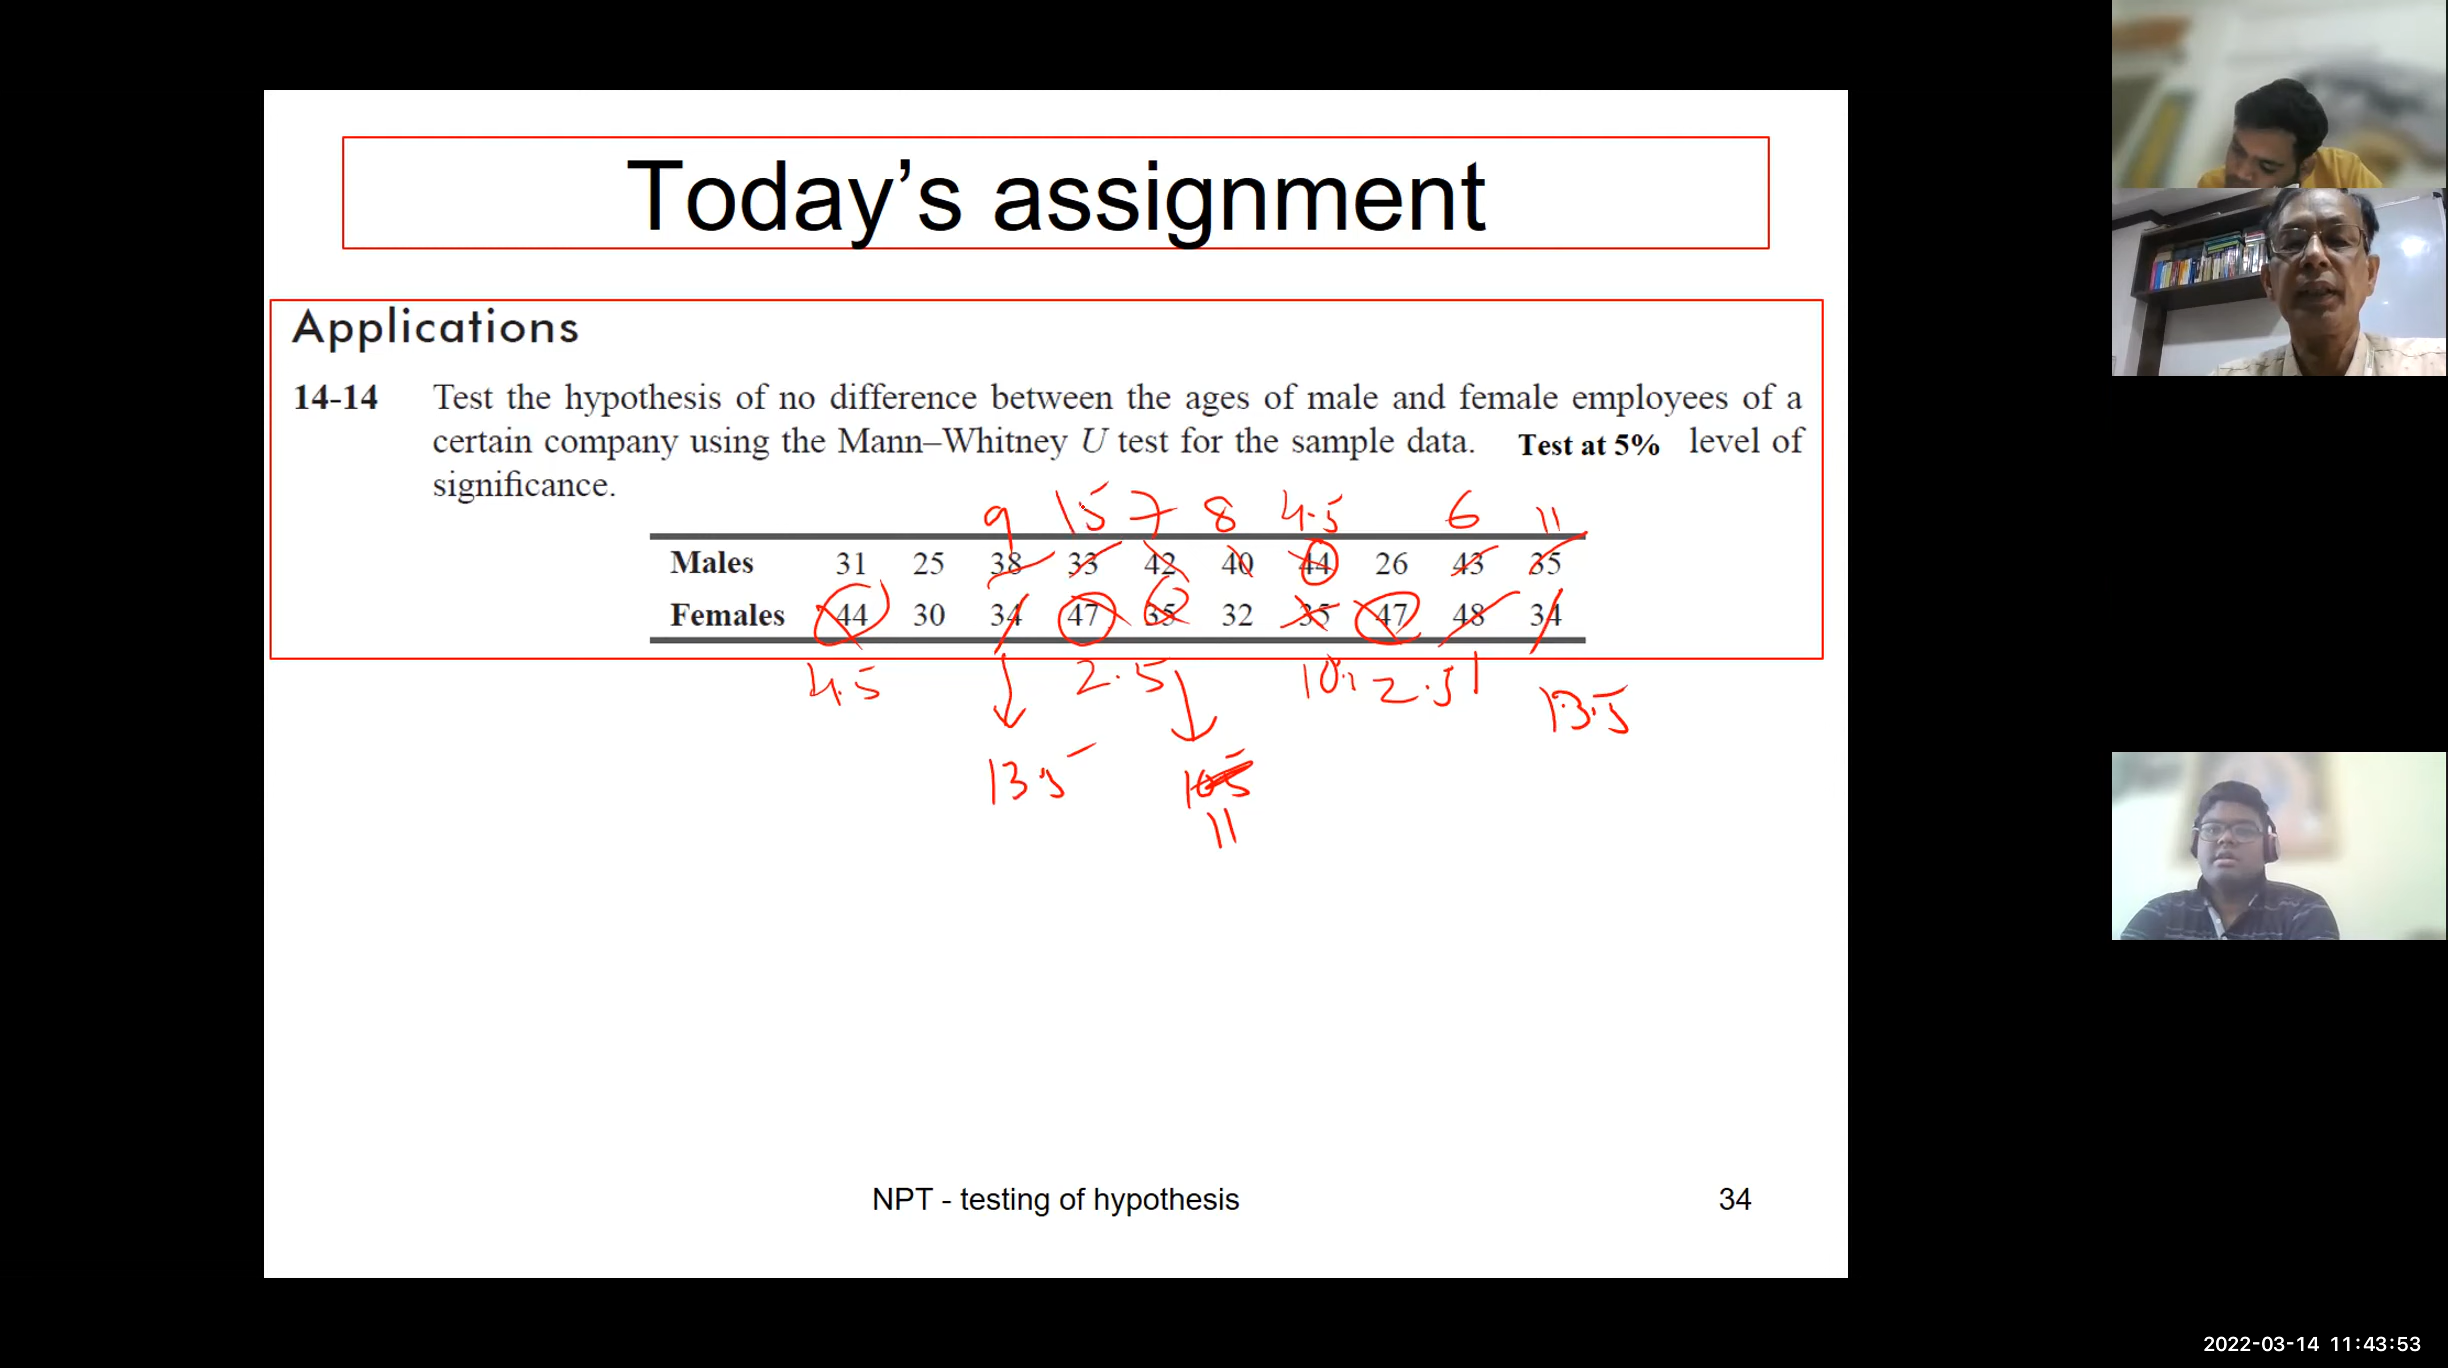 Today’s assignment
Applications
14-14 Test the hypothesis of no difference between the ages of male and female employees of a
certain company using the Mann–Whitney U test for the sample data. Test at 5% level of
significance.
9 15 7 8 4.5 6 11
Males 31 25 38 33 42 40 44 26 43 35
Females 44 30 34 47 35 32 35 47 48 34
4.5 2.5 2.5 1 13.5
13.5
11
NPT - testing of hypothesis 34
2022-03-14 11:43:53